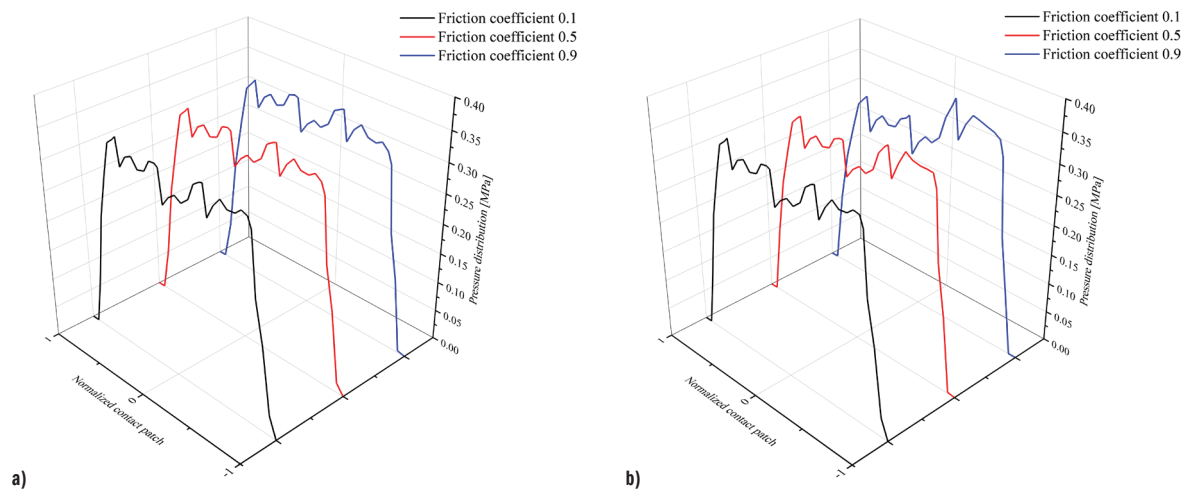 Friction coefficient 0.1
Friction coefficient 0.5
Friction coefficient 0.9
0.40
0.35
0.30
0.25
0.20
0.15
0.10
0.05
0.00
Pressure distribution [MPa]
1
0
-1
Normalized contact patch
a)
Friction coefficient 0.1
Friction coefficient 0.5
Friction coefficient 0.9
0.40
0.35
0.30
0.25
0.20
0.15
0.10
0.05
0.00
Pressure distribution [MPa]
1
0
-1
Normalized contact patch
b)